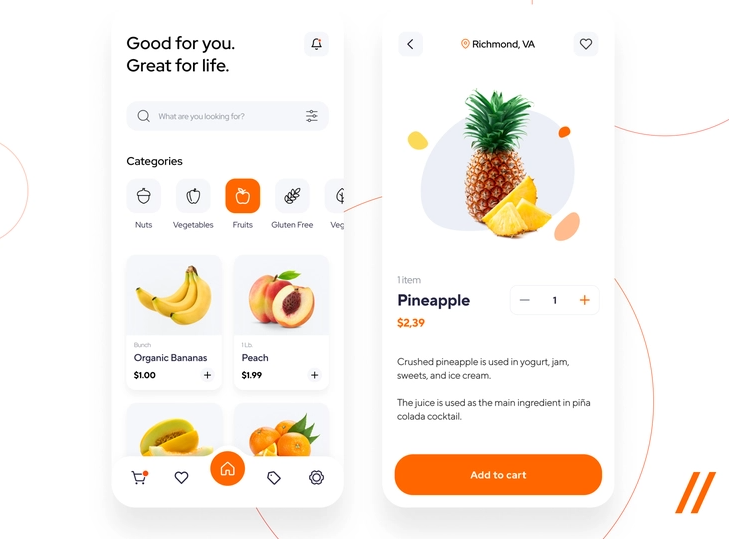 Good for you.
Great for life.
What are you looking for?
Categories
Nuts
Vegetables
Fruits
Gluten Free
Veg
Bunch
Organic Bananas
$1.00
1 Lb.
Peach
$1.99
Richmond, VA
1 item
Pineapple
1
$2,39
Crushed pineapple is used in yogurt, jam,
sweets, and ice cream.
The juice is used as the main ingredient in piña
colada cocktail.
Add to cart